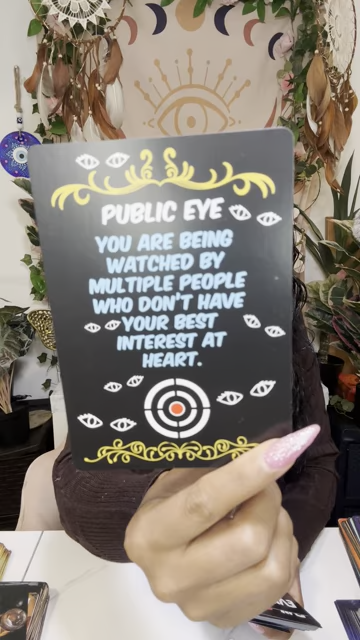 PUBLIC EYE
YOU ARE BEING
WATCHED BY
MULTIPLE PEOPLE
WHO DON'T HAVE
YOUR BEST
INTEREST AT
HEART.